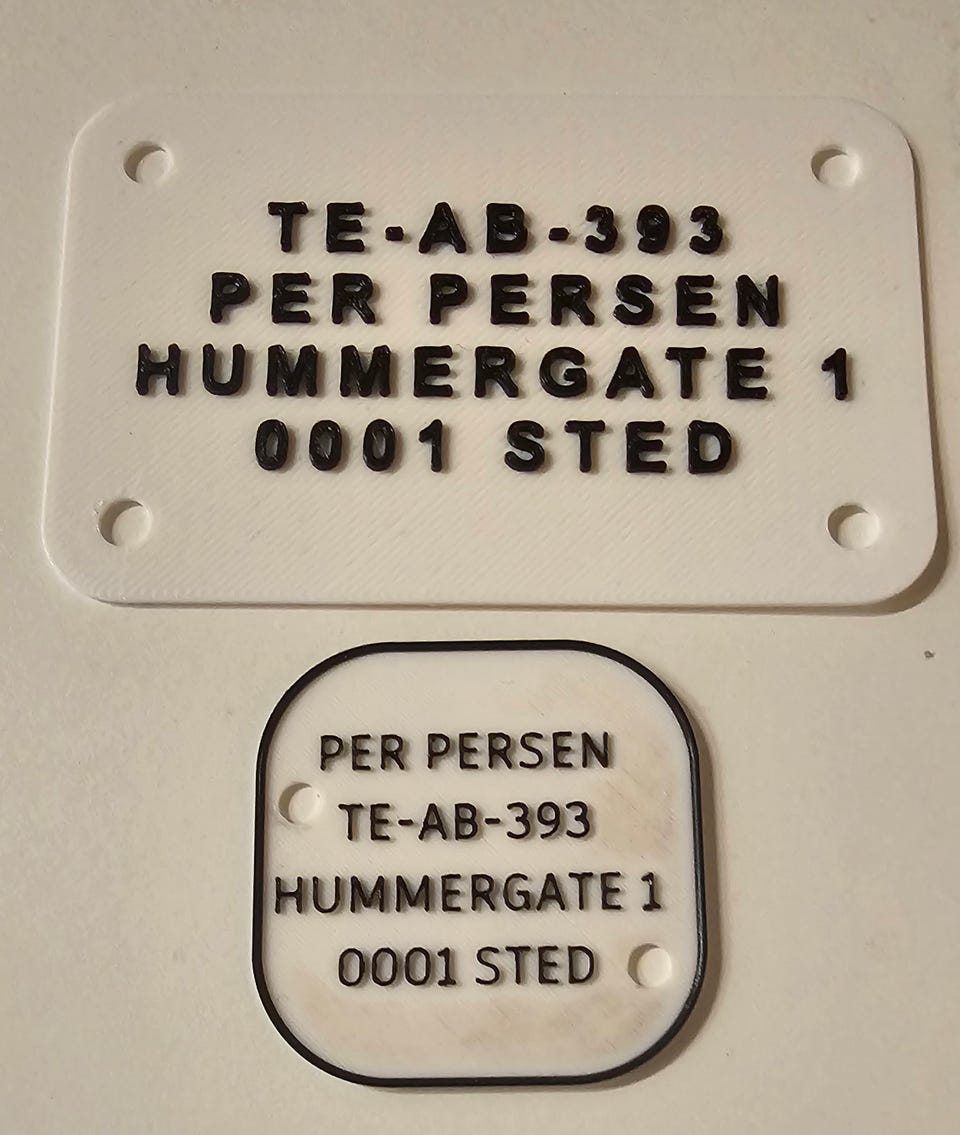 TE-AB-393
PER PERSEN
HUMMERGATE 1
0001 STED
PER PERSEN
TE-AB-393
HUMMERGATE 1
0001 STED